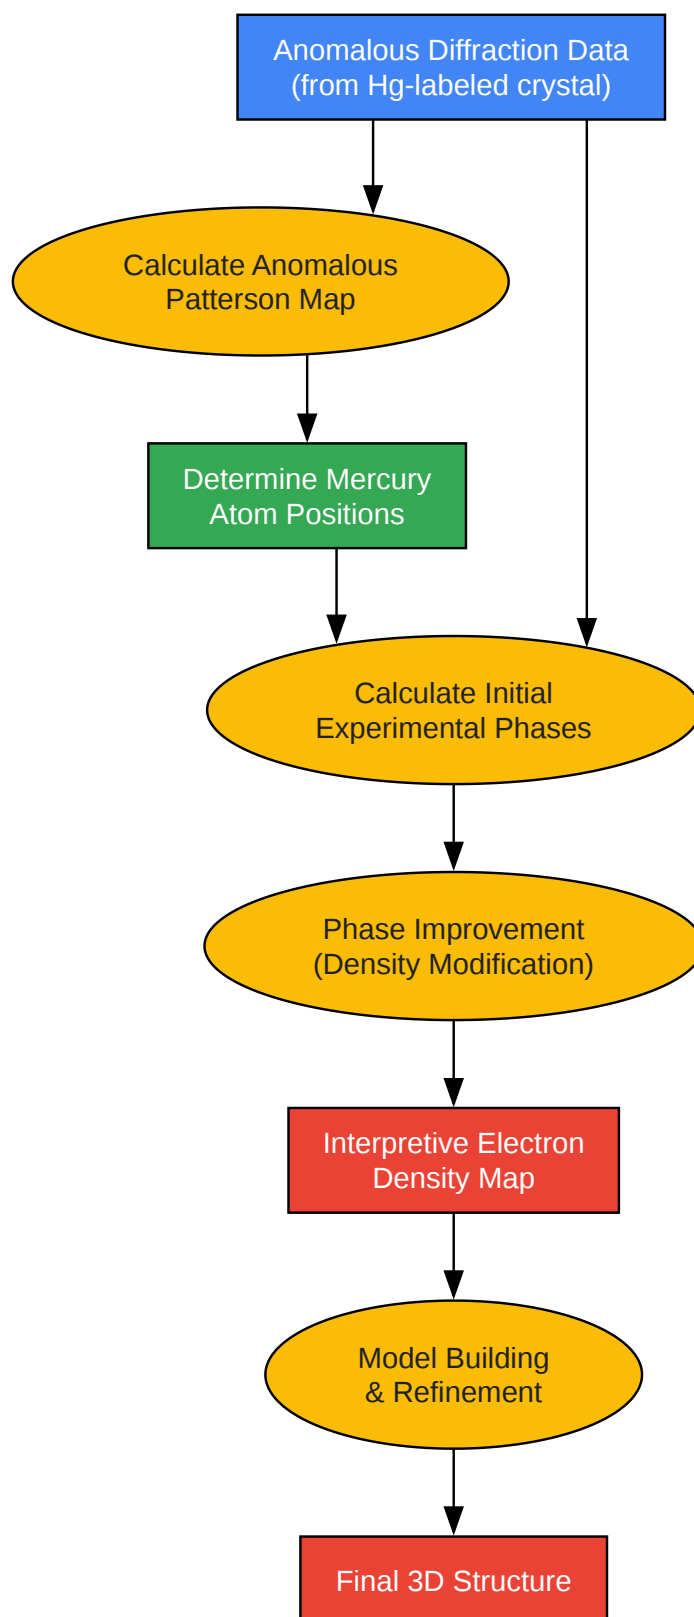 Anomalous Diffraction Data
(from Hg-labeled crystal)
Calculate Anomalous
Patterson Map
Determine Mercury
Atom Positions
Calculate Initial
Experimental Phases
Phase Improvement
(Density Modification)
Interpretive Electron
Density Map
Model Building
& Refinement
Final 3D Structure